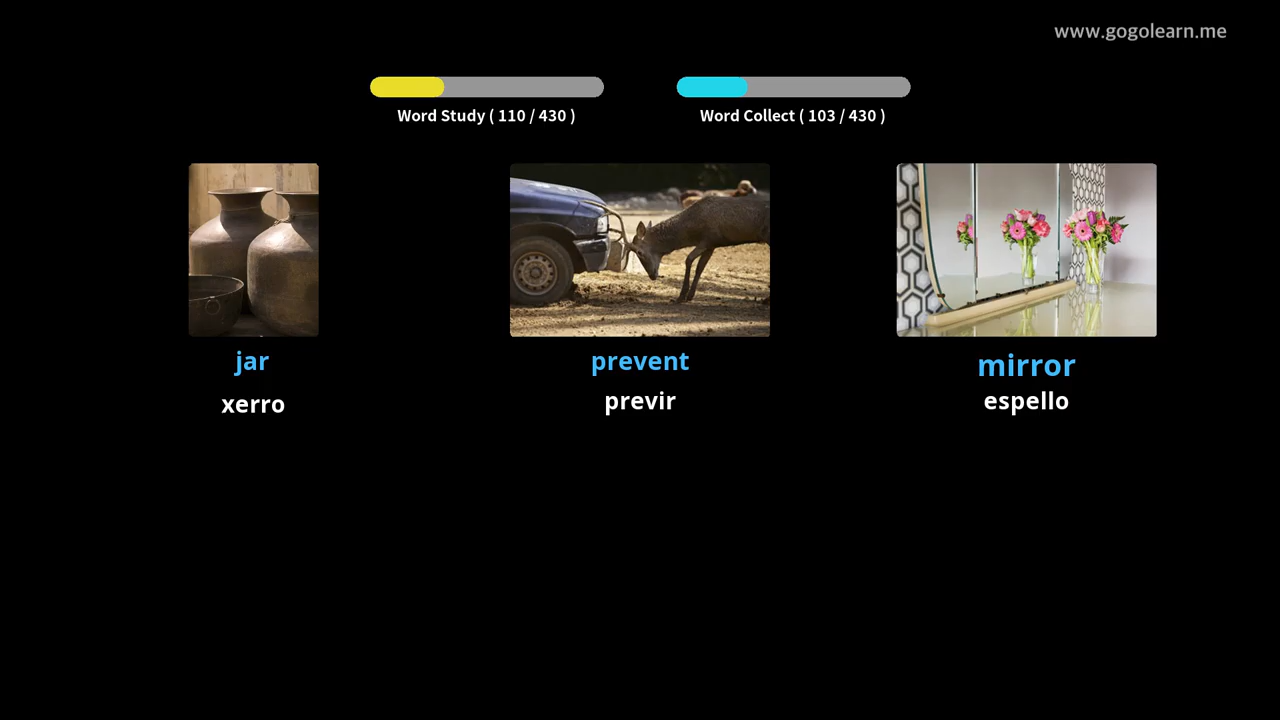 www.gogolearn.me
Word Study ( 110 / 430 )
Word Collect ( 103 / 430 )
jar
prevent
mirror
xerro
previr
espello